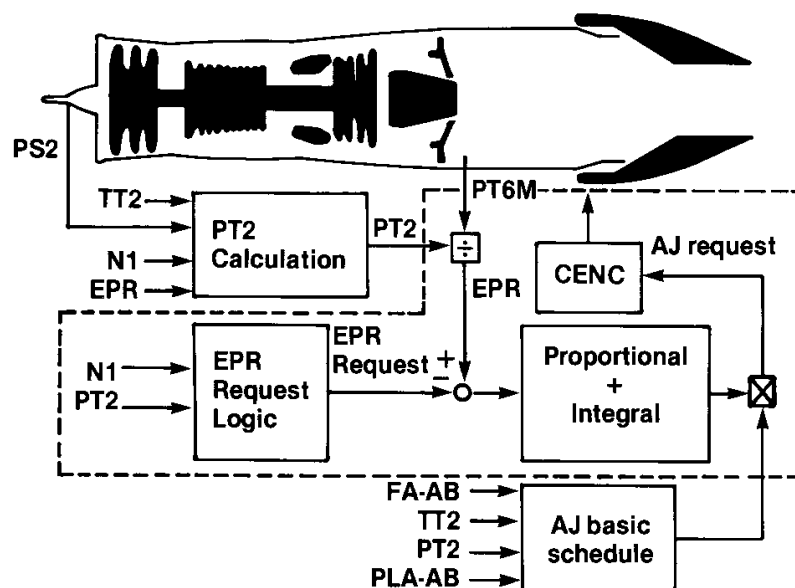 PS2
TT2
PT6M
PT2
PT2
Calculation
N1
EPR
AJ request
CENC
÷
EPR
EPR
Request
N1
PT2
EPR
Request
Logic
+
−
Proportional
+
Integral
FA-AB
TT2
PT2
PLA-AB
AJ basic
schedule